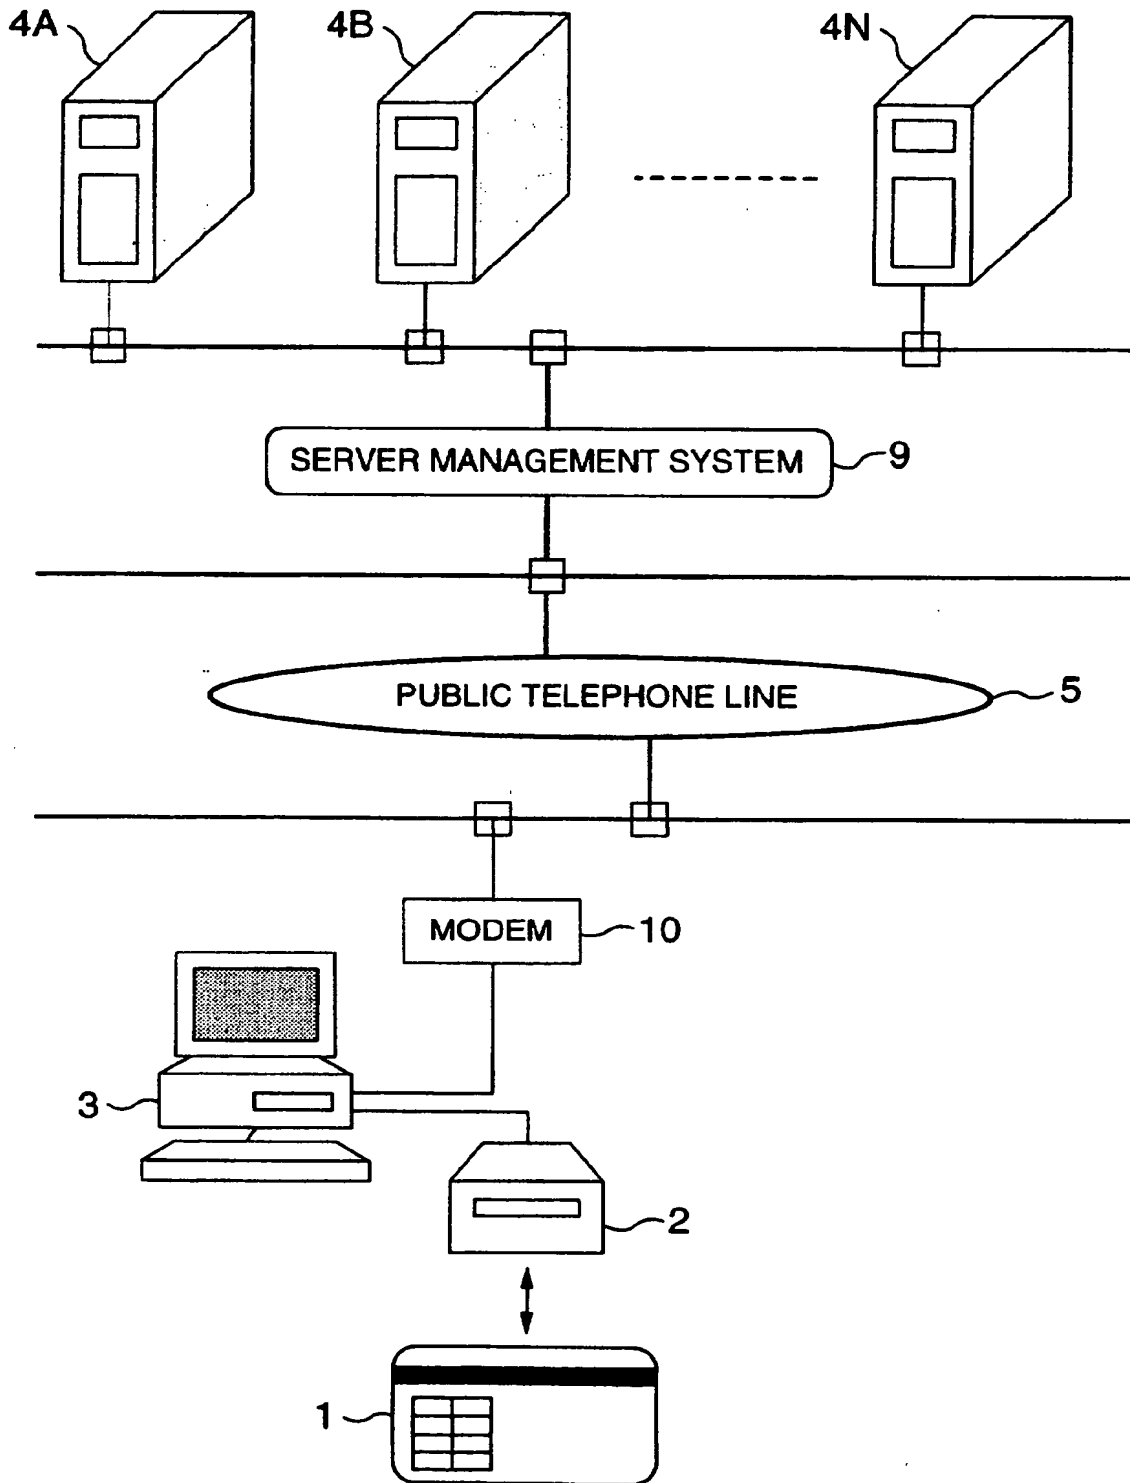 4A
4B
4N
SERVER MANAGEMENT SYSTEM
9
PUBLIC TELEPHONE LINE
5
MODEM
10
3
2
1